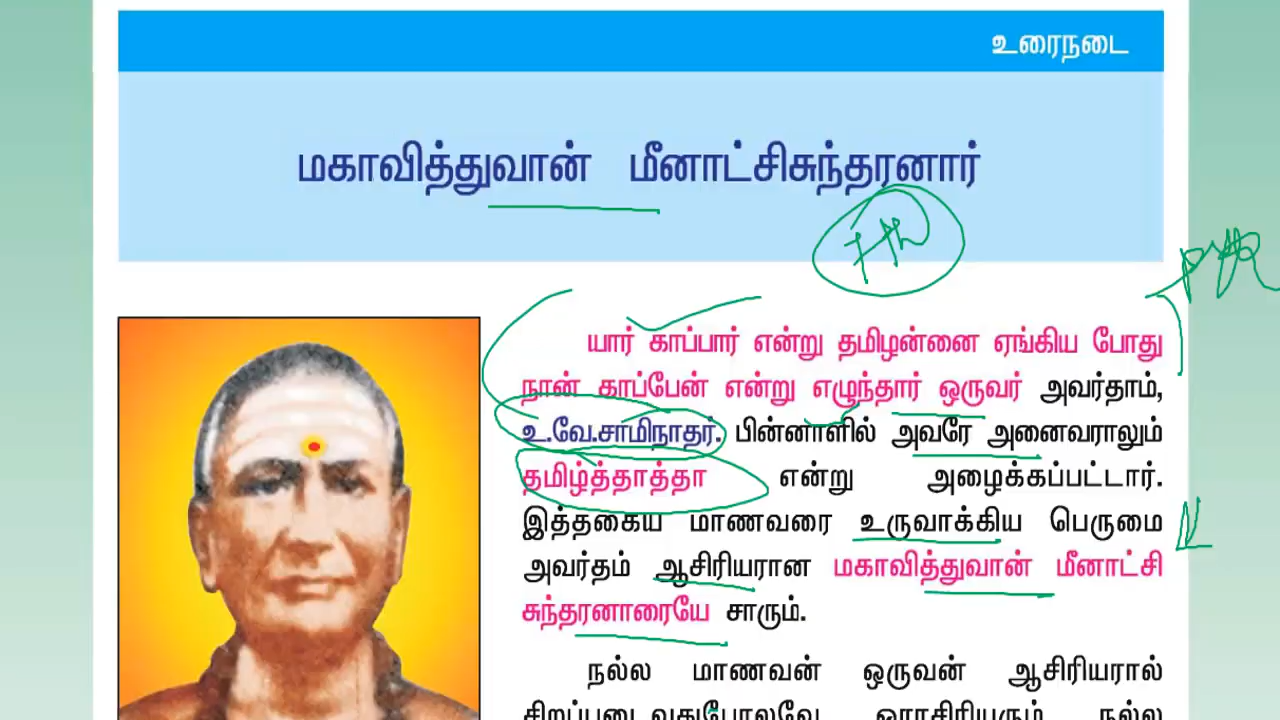 உரைநடை
மகாவித்துவான் மீனாட்சிசுந்தரனார்
யார் காப்பார் என்று தமிழன்னை ஏங்கிய போது
நான் காப்பேன் என்று எழுந்தார் ஒருவர் அவர்தாம்,
உ.வே.சாமிநாதர். பின்னாளில் அவரே அனைவராலும்
தமிழ்த்தாத்தா என்று அழைக்கப்பட்டார்.
இத்தகைய மாணவரை உருவாக்கிய பெருமை
அவர்தம் ஆசிரியரான மகாவித்துவான் மீனாட்சி
சுந்தரனாரையே சாரும்.
நல்ல மாணவன் ஒருவன் ஆசிரியரால்
நல்ல